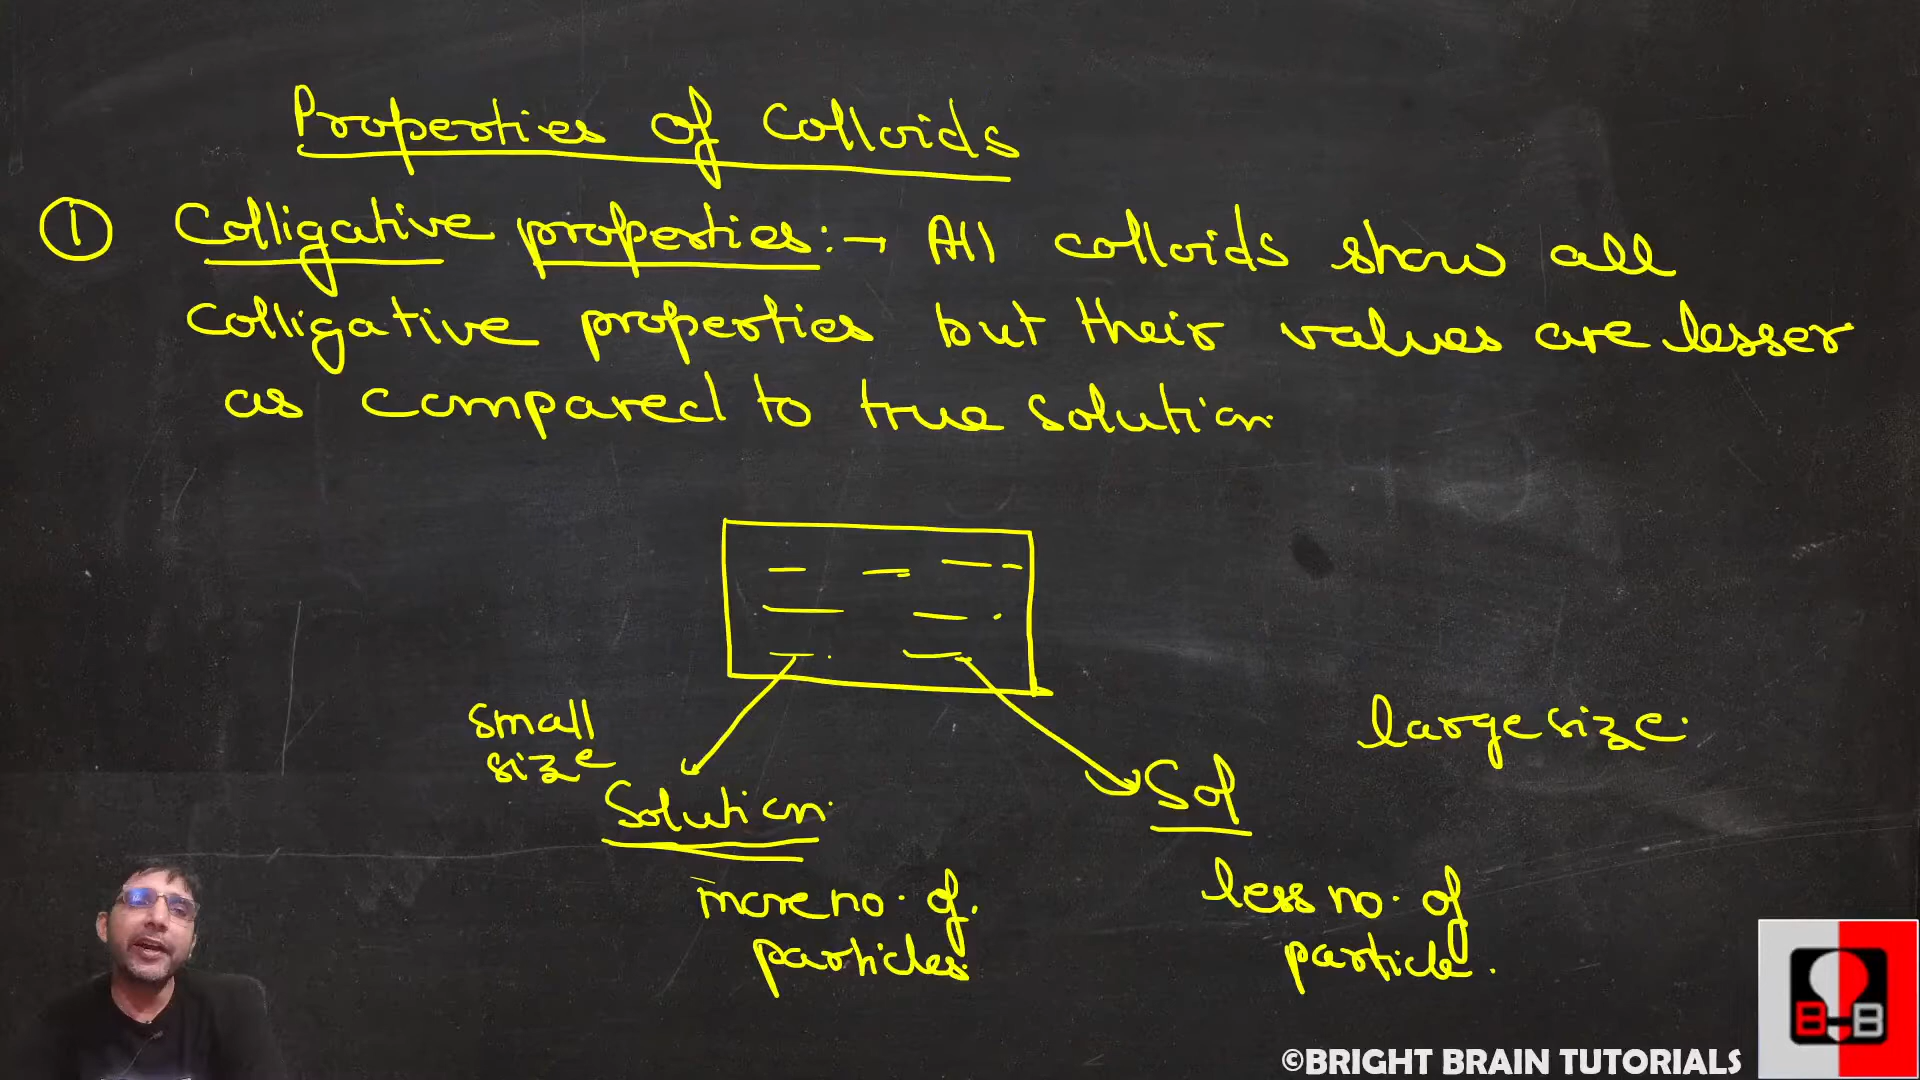 Properties of Colloids
① Colligative properties:→ All colloids show all
colligative properties but their values are lesser
as compared to true solution.
small
size
large size.
Solution.
Sol
more no. of.
particles.
less no. of
particle.
B-B
©BRIGHT BRAIN TUTORIALS